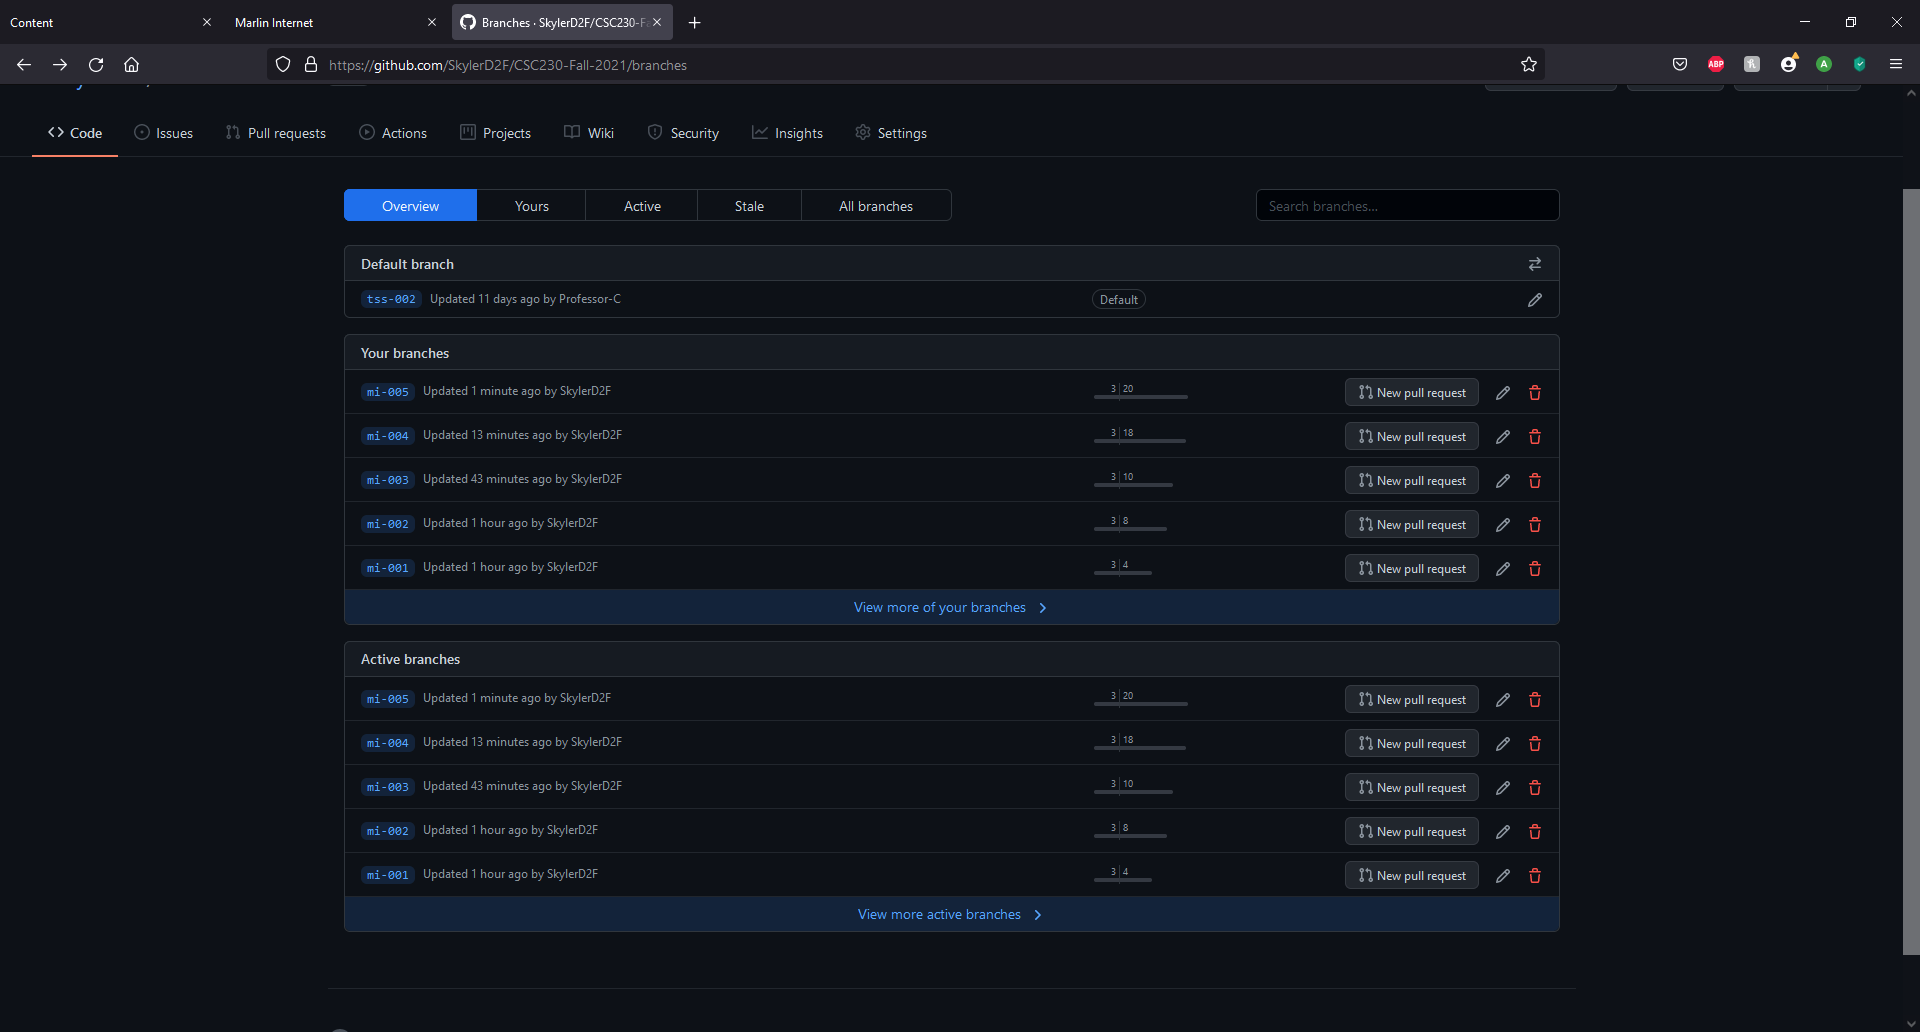 Content
Marlin Internet
Branches · SkylerD2F/CSC230-F
https://github.com/SkylerD2F/CSC230-Fall-2021/branches
ABP
A
Code Issues Pull requests Actions Projects Wiki Security Insights Settings
Overview Yours Active Stale All branches Search branches...
Default branch
tss-002 Updated 11 days ago by Professor-C Default
Your branches
mi-005 Updated 1 minute ago by SkylerD2F 3 20 New pull request
mi-004 Updated 13 minutes ago by SkylerD2F 3 18 New pull request
mi-003 Updated 43 minutes ago by SkylerD2F 3 10 New pull request
mi-002 Updated 1 hour ago by SkylerD2F 3 8 New pull request
mi-001 Updated 1 hour ago by SkylerD2F 3 4 New pull request
View more of your branches
Active branches
mi-005 Updated 1 minute ago by SkylerD2F 3 20 New pull request
mi-004 Updated 13 minutes ago by SkylerD2F 3 18 New pull request
mi-003 Updated 43 minutes ago by SkylerD2F 3 10 New pull request
mi-002 Updated 1 hour ago by SkylerD2F 3 8 New pull request
mi-001 Updated 1 hour ago by SkylerD2F 3 4 New pull request
View more active branches